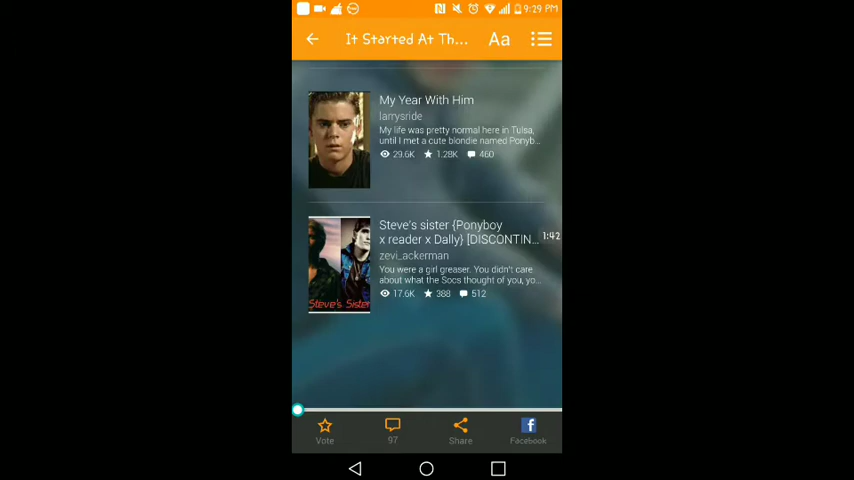 9:29 PM
It Started At Th...
Aa
My Year With Him
larrysride
My life was pretty normal here in Tulsa,
until I met a cute blondie named Ponyb...
29.6K 1.28K 460
Steve's sister {Ponyboy
x reader x Dally} [DISCONTIN...
1:42
zevi_ackerman
You were a girl greaser. You didn't care
about what the Socs thought of you, yo...
17.6K 388 512
Steve's Sister
Vote
97
Share
Facebook